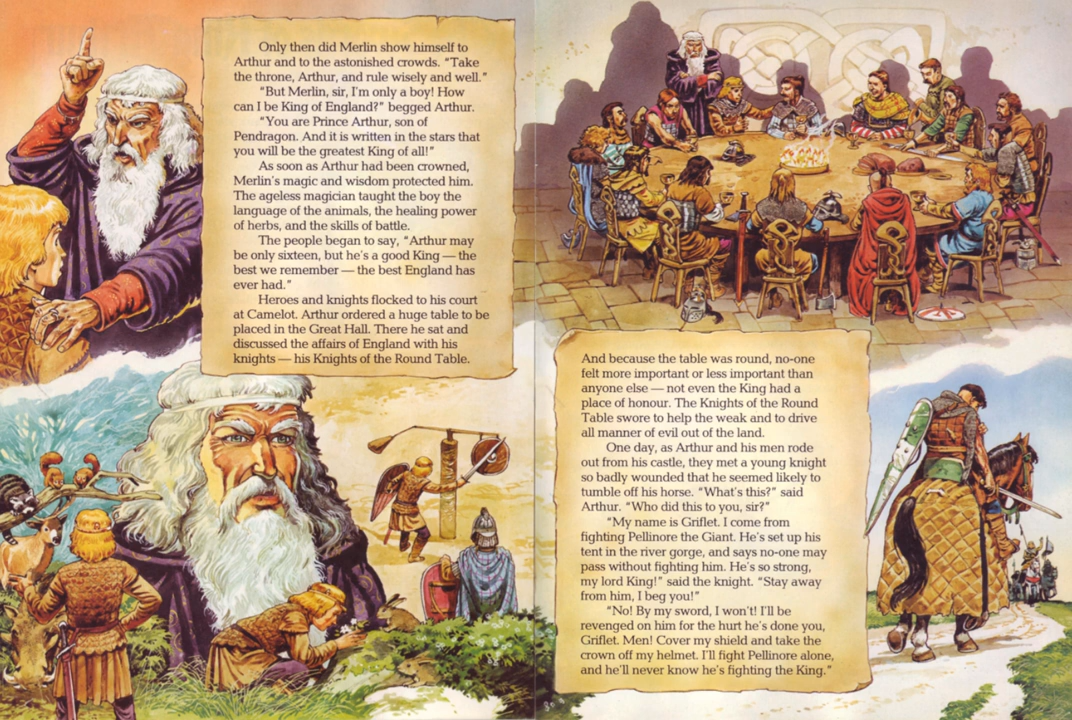 Only then did Merlin show himself to
Arthur and to the astonished crowds. “Take
the throne, Arthur, and rule wisely and well.”
“But Merlin, sir, I'm only a boy! How
can I be King of England?” begged Arthur.
“You are Prince Arthur, son of
Pendragon. And it is written in the stars that
you will be the greatest King of all!”
As soon as Arthur had been crowned,
Merlin's magic and wisdom protected him.
The ageless magician taught the boy the
language of the animals, the healing power
of herbs, and the skills of battle.
The people began to say, “Arthur may
be only sixteen, but he's a good King — the
best we remember — the best England has
ever had.”
Heroes and knights flocked to his court
at Camelot. Arthur ordered a huge table to be
placed in the Great Hall. There he sat and
discussed the affairs of England with his
knights — his Knights of the Round Table.
And because the table was round, no-one
felt more important or less important than
anyone else — not even the King had a
place of honour. The Knights of the Round
Table swore to help the weak and to drive
all manner of evil out of the land.
One day, as Arthur and his men rode
out from his castle, they met a young knight
so badly wounded that he seemed likely to
tumble off his horse. “What's this?” said
Arthur. “Who did this to you, sir?”
“My name is Griflet. I come from
fighting Pellinore the Giant. He's set up his
tent in the river gorge, and says no-one may
pass without fighting him. He's so strong,
my lord King!” said the knight. “Stay away
from him, I beg you!”
“No! By my sword, I won't! I'll be
revenged on him for the hurt he's done you,
Griflet. Men! Cover my shield and take the
crown off my helmet. I'll fight Pellinore alone,
and he'll never know he's fighting the King.”